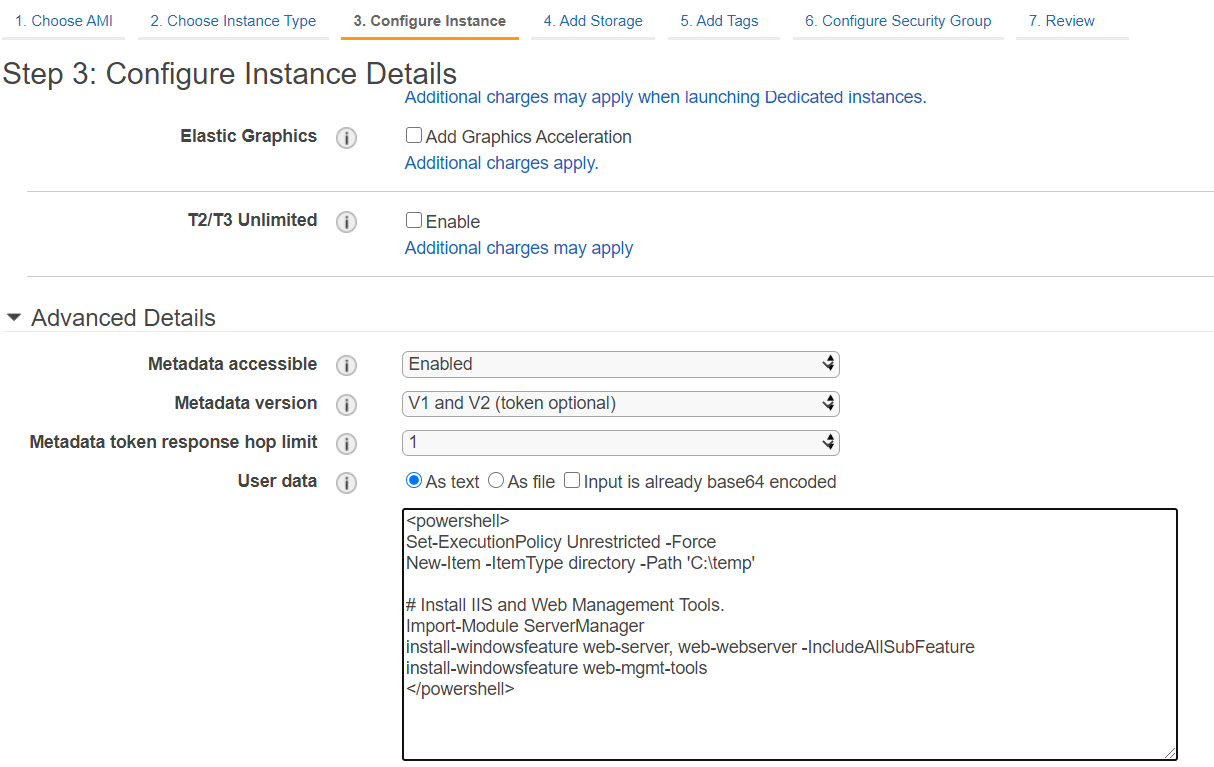 1. Choose AMI 2. Choose Instance Type 3. Configure Instance 4. Add Storage 5. Add Tags 6. Configure Security Group 7. Review
Step 3: Configure Instance Details
Additional charges may apply when launching Dedicated instances.
Elastic Graphics i Add Graphics Acceleration
Additional charges apply.
T2/T3 Unlimited i Enable
Additional charges may apply
Advanced Details
Metadata accessible i Enabled
Metadata version i V1 and V2 (token optional)
Metadata token response hop limit i 1
User data i As text As file Input is already base64 encoded
<powershell>
Set-ExecutionPolicy Unrestricted -Force
New-Item -ItemType directory -Path 'C:\temp'
# Install IIS and Web Management Tools.
Import-Module ServerManager
install-windowsfeature web-server, web-webserver -IncludeAllSubFeature
install-windowsfeature web-mgmt-tools
</powershell>